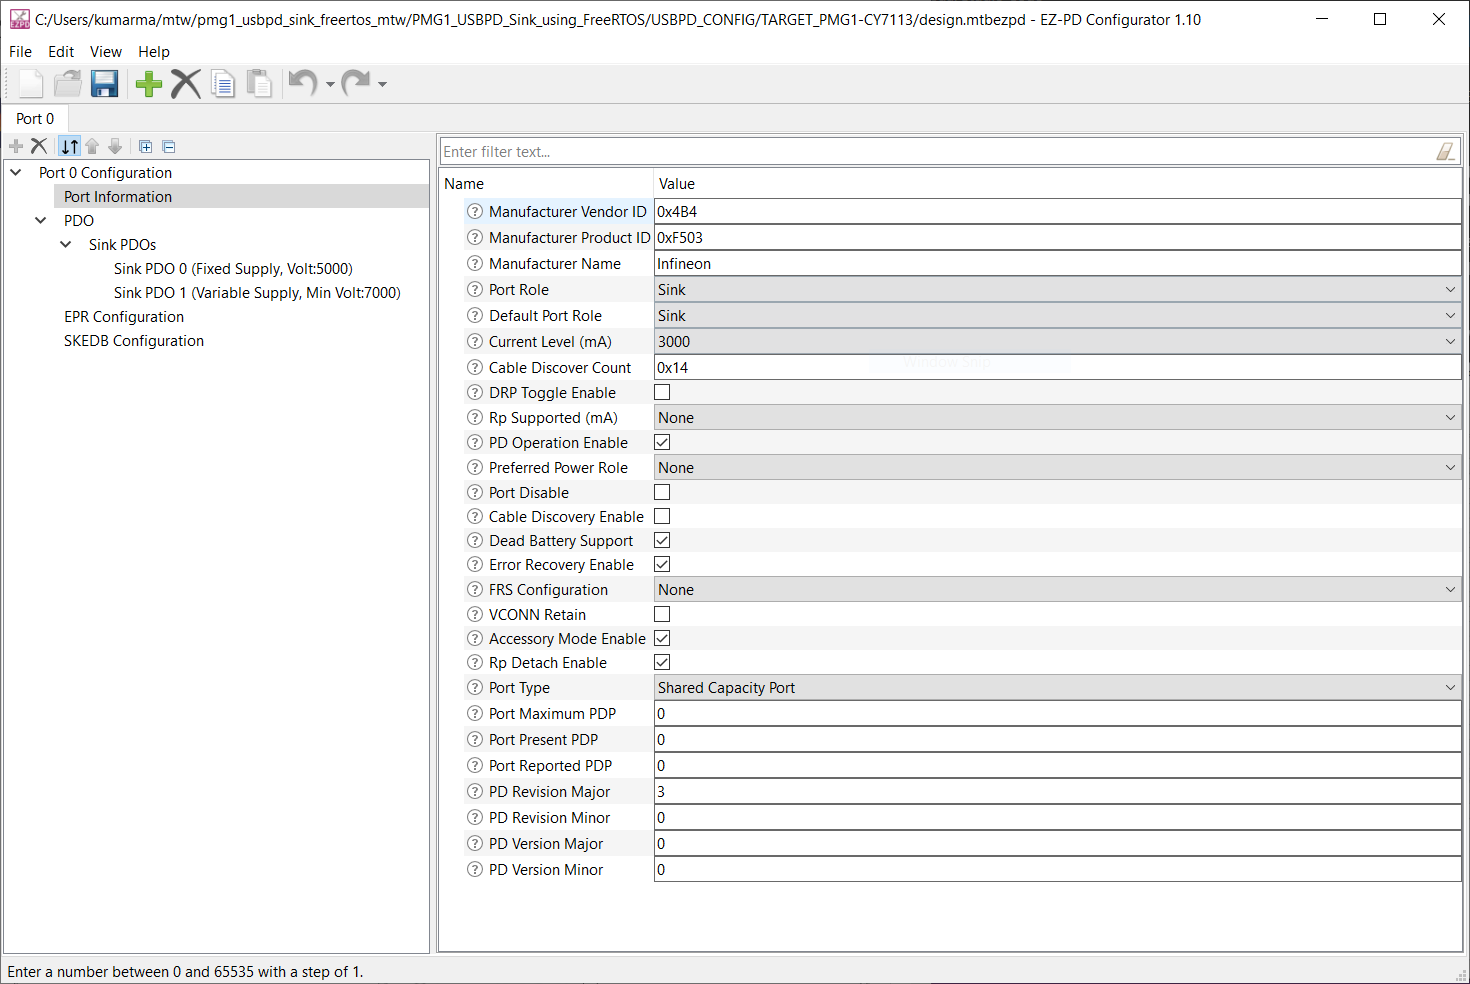 C:/Users/kumarma/mtw/pmg1_usbpd_sink_freertos_mtw/PMG1_USBPD_Sink_using_FreeRTOS/USBPD_CONFIG/TARGET_PMG1-CY7113/design.mtbezpd - EZ-PD Configurator 1.10
File Edit View Help
Port 0
Port 0 Configuration
Port Information
PDO
Sink PDOs
Sink PDO 0 (Fixed Supply, Volt:5000)
Sink PDO 1 (Variable Supply, Min Volt:7000)
EPR Configuration
SKEDB Configuration
Enter filter text...
Name Value
Manufacturer Vendor ID 0x4B4
Manufacturer Product ID 0xF503
Manufacturer Name Infineon
Port Role Sink
Default Port Role Sink
Current Level (mA) 3000
Window Snip
Cable Discover Count 0x14
DRP Toggle Enable
Rp Supported (mA) None
PD Operation Enable
Preferred Power Role None
Port Disable
Cable Discovery Enable
Dead Battery Support
Error Recovery Enable
FRS Configuration None
VCONN Retain
Accessory Mode Enable
Rp Detach Enable
Port Type Shared Capacity Port
Port Maximum PDP 0
Port Present PDP 0
Port Reported PDP 0
PD Revision Major 3
PD Revision Minor 0
PD Version Major 0
PD Version Minor 0
Enter a number between 0 and 65535 with a step of 1.